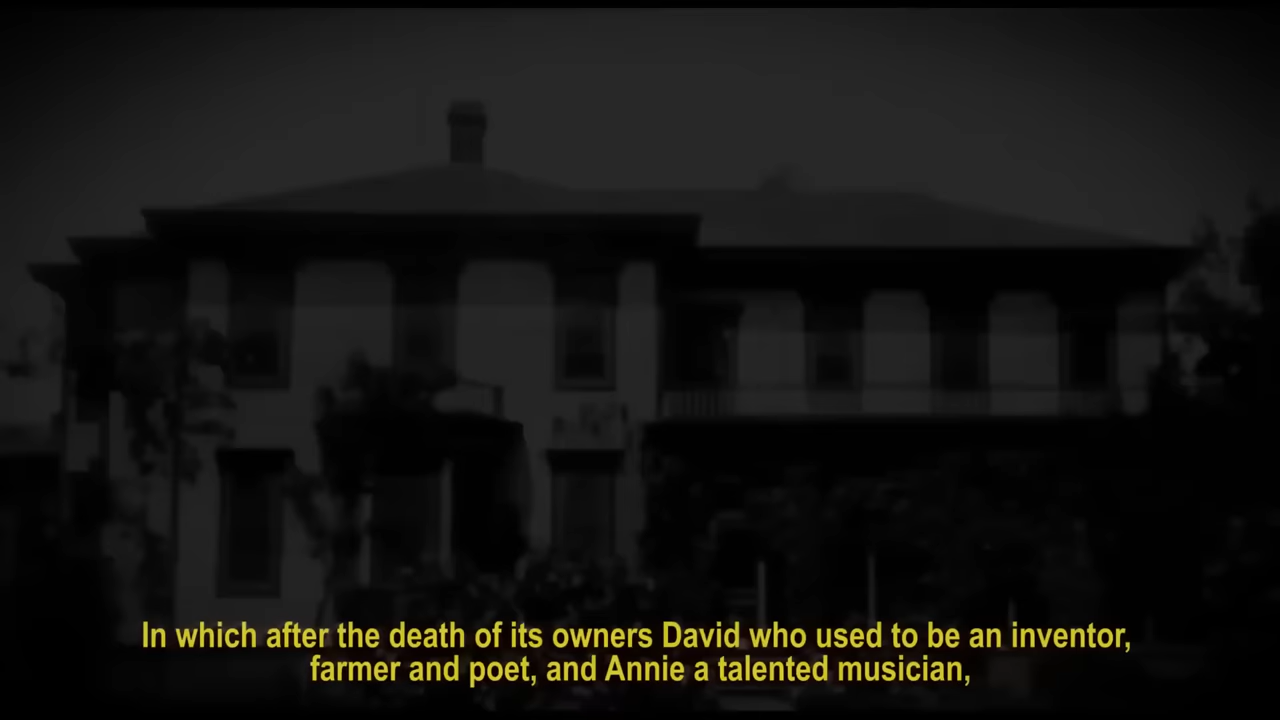 In which after the death of its owners David who used to be an inventor,
farmer and poet, and Annie a talented musician,